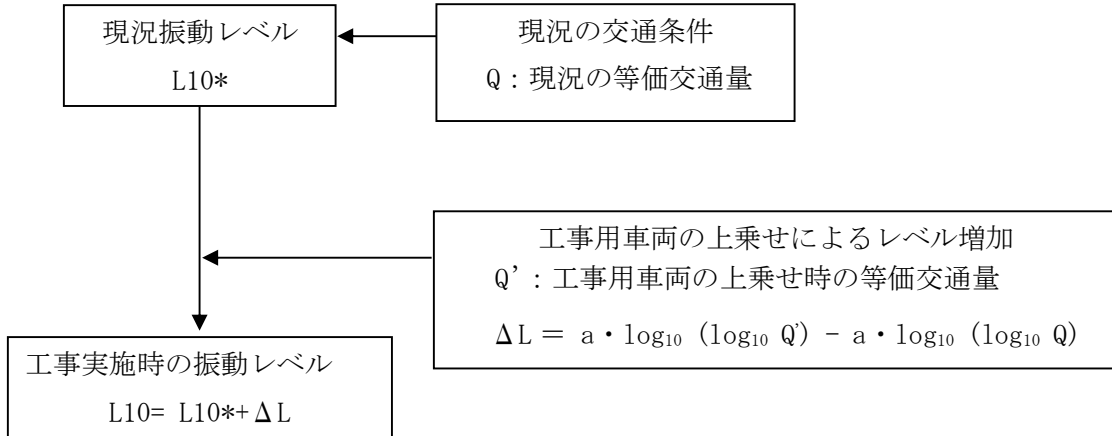 現況振動レベル
L10*
現況の交通条件
Q：現況の等価交通量
工事用車両の上乗せによるレベル増加
Q’：工事用車両の上乗せ時の等価交通量
ΔL＝ a・log₁₀ (log₁₀ Q’) － a・log₁₀ (log₁₀ Q)
工事実施時の振動レベル
L10= L10*+ΔL